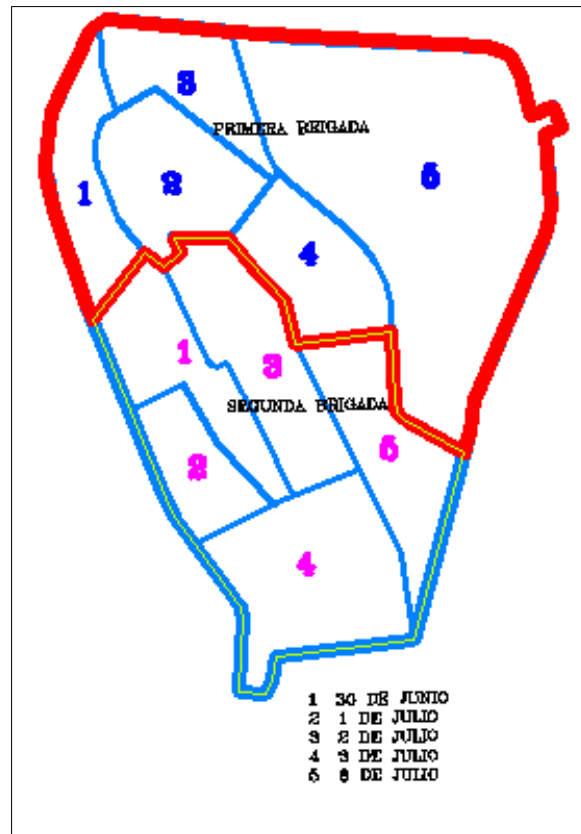 3
PRIMERA BRIGADA
1
2
5
4
1
3
SEGUNDA BRIGADA
2
5
4
1 30 DE JUNIO
2 1 DE JULIO
3 2 DE JULIO
4 3 DE JULIO
5 6 DE JULIO